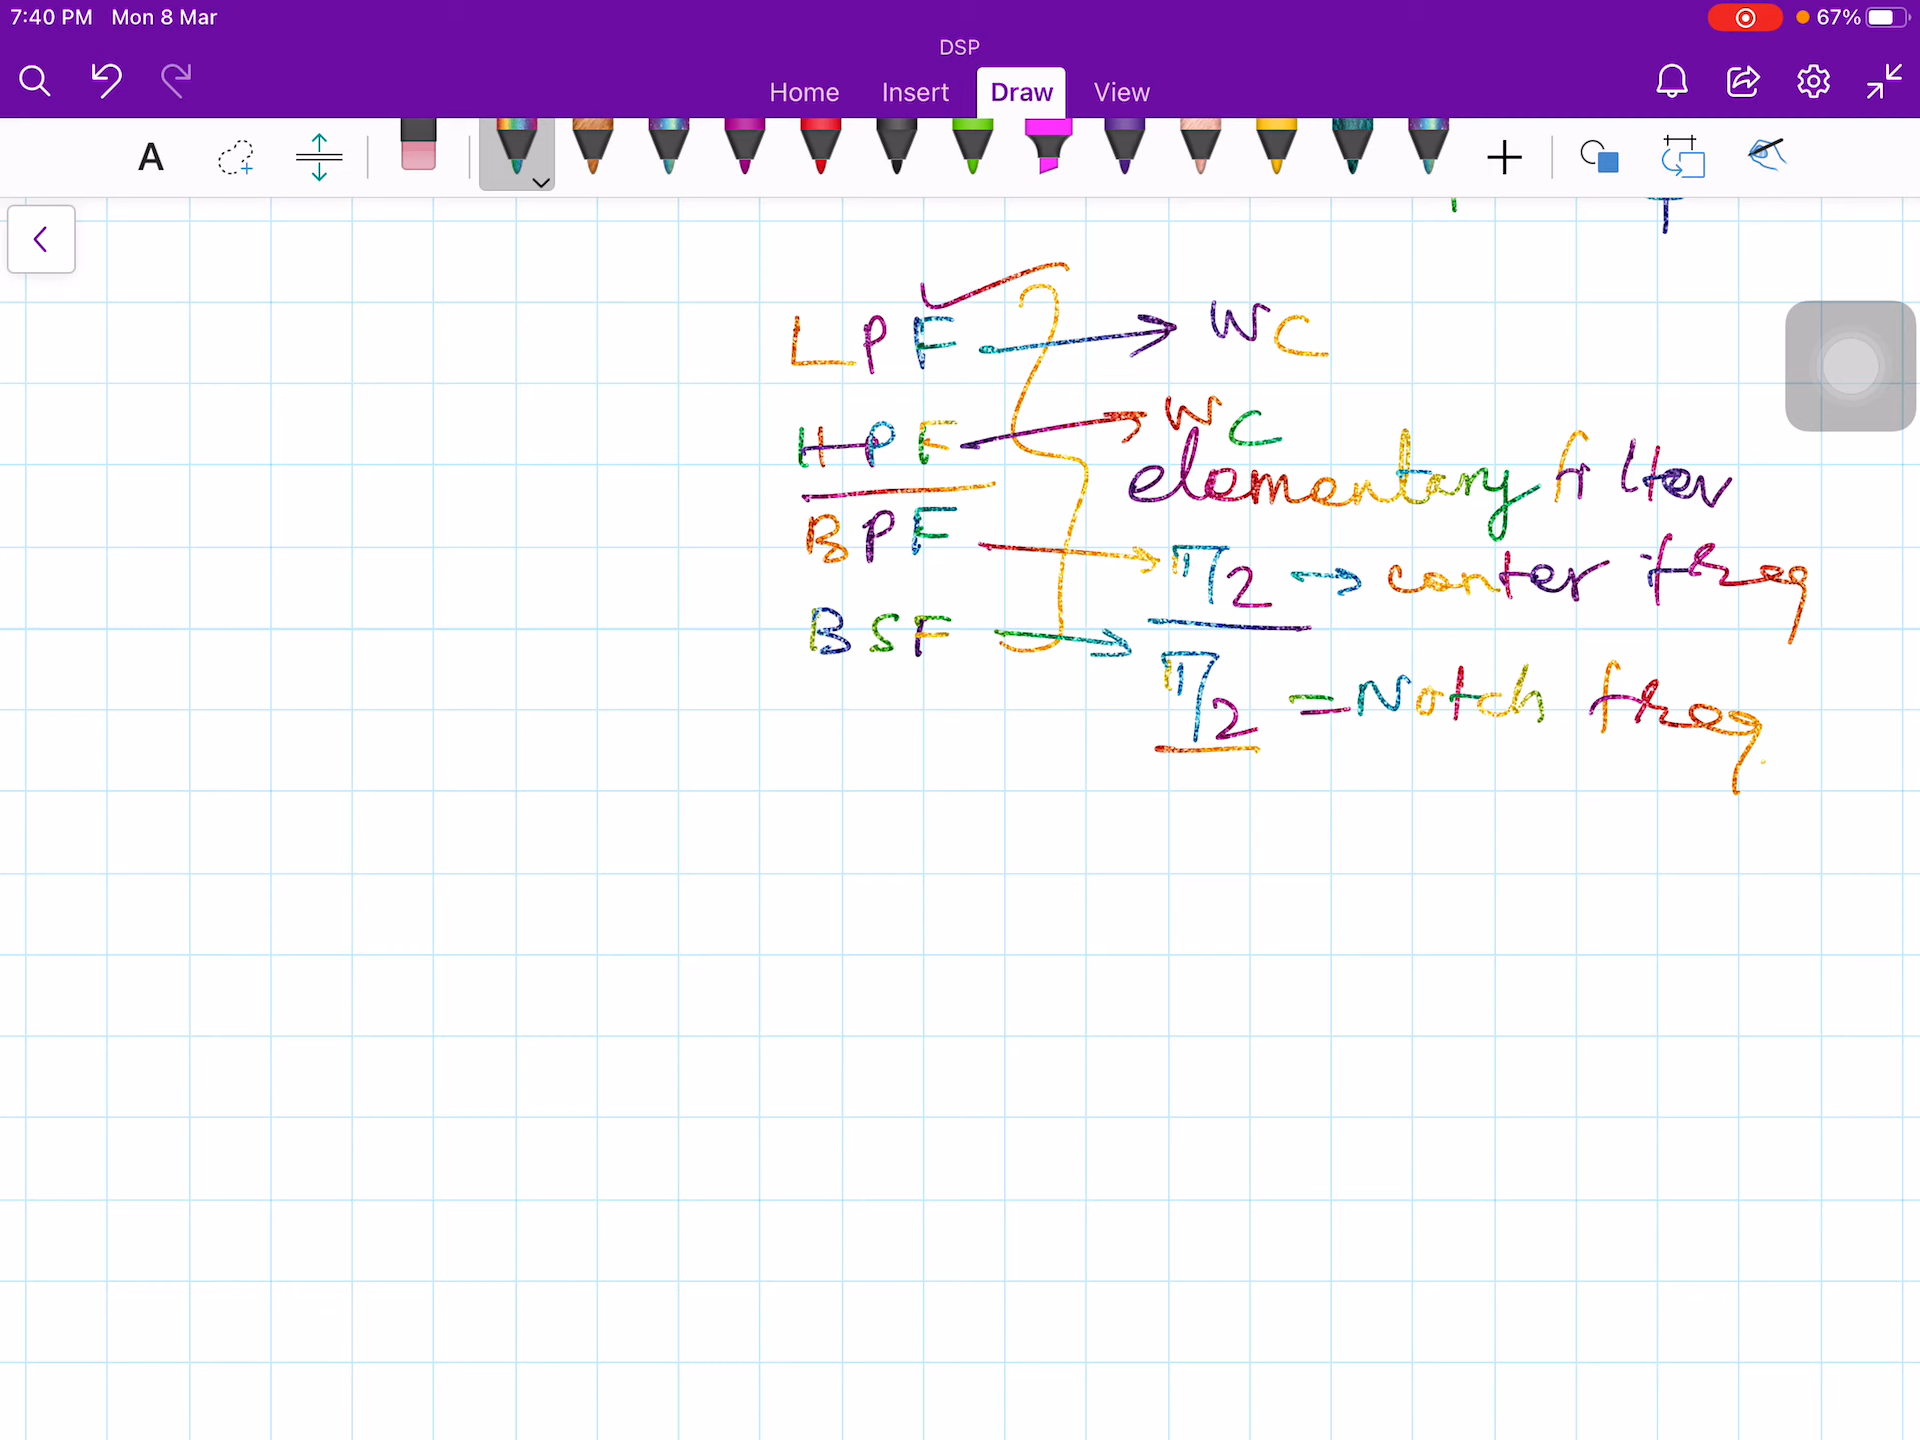 7:40 PM Mon 8 Mar
67%
DSP
Home Insert Draw View
A
LPF → WC
HPF → WC
elementary filter
BPF → π/2 → center freq
BSF → π/2 = Notch freq